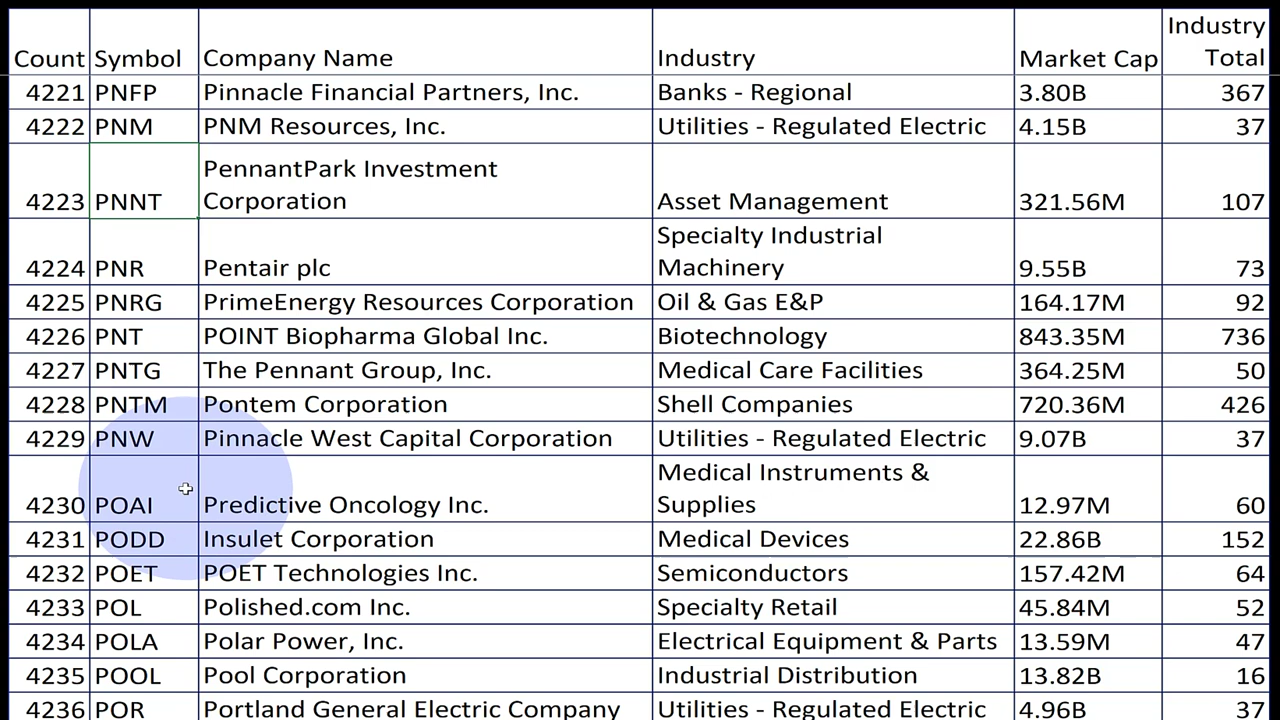 Count Symbol Company Name Industry Market Cap Industry Total
4221 PNFP Pinnacle Financial Partners, Inc. Banks - Regional 3.80B 367
4222 PNM PNM Resources, Inc. Utilities - Regulated Electric 4.15B 37
4223 PNNT PennantPark Investment Corporation Asset Management 321.56M 107
4224 PNR Pentair plc Specialty Industrial Machinery 9.55B 73
4225 PNRG PrimeEnergy Resources Corporation Oil & Gas E&P 164.17M 92
4226 PNT POINT Biopharma Global Inc. Biotechnology 843.35M 736
4227 PNTG The Pennant Group, Inc. Medical Care Facilities 364.25M 50
4228 PNTM Pontem Corporation Shell Companies 720.36M 426
4229 PNW Pinnacle West Capital Corporation Utilities - Regulated Electric 9.07B 37
4230 POAI Predictive Oncology Inc. Medical Instruments & Supplies 12.97M 60
4231 PODD Insulet Corporation Medical Devices 22.86B 152
4232 POET POET Technologies Inc. Semiconductors 157.42M 64
4233 POL Polished.com Inc. Specialty Retail 45.84M 52
4234 POLA Polar Power, Inc. Electrical Equipment & Parts 13.59M 47
4235 POOL Pool Corporation Industrial Distribution 13.82B 16
4236 POR Portland General Electric Company Utilities - Regulated Electric 4.96B 37